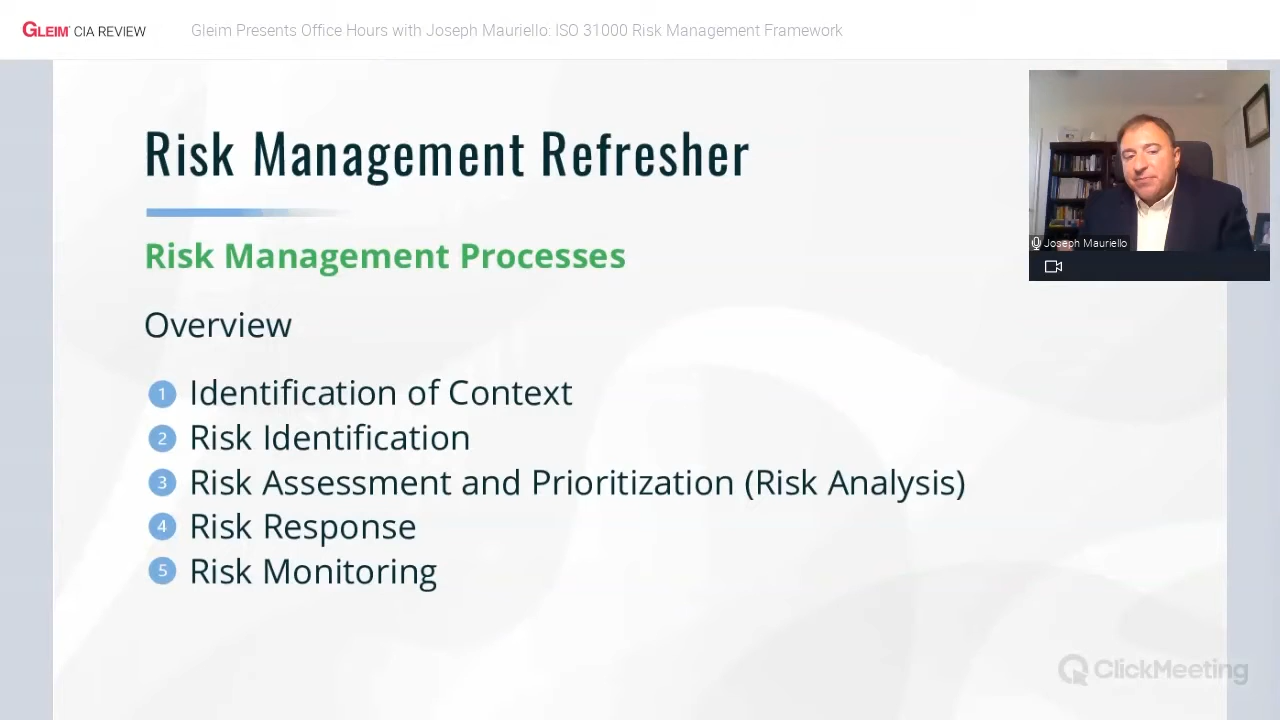 GLEIM CIA REVIEW
Gleim Presents Office Hours with Joseph Mauriello: ISO 31000 Risk Management Framework
Risk Management Refresher
Joseph Mauriello
Risk Management Processes
Overview
1 Identification of Context
2 Risk Identification
3 Risk Assessment and Prioritization (Risk Analysis)
4 Risk Response
5 Risk Monitoring
ClickMeeting